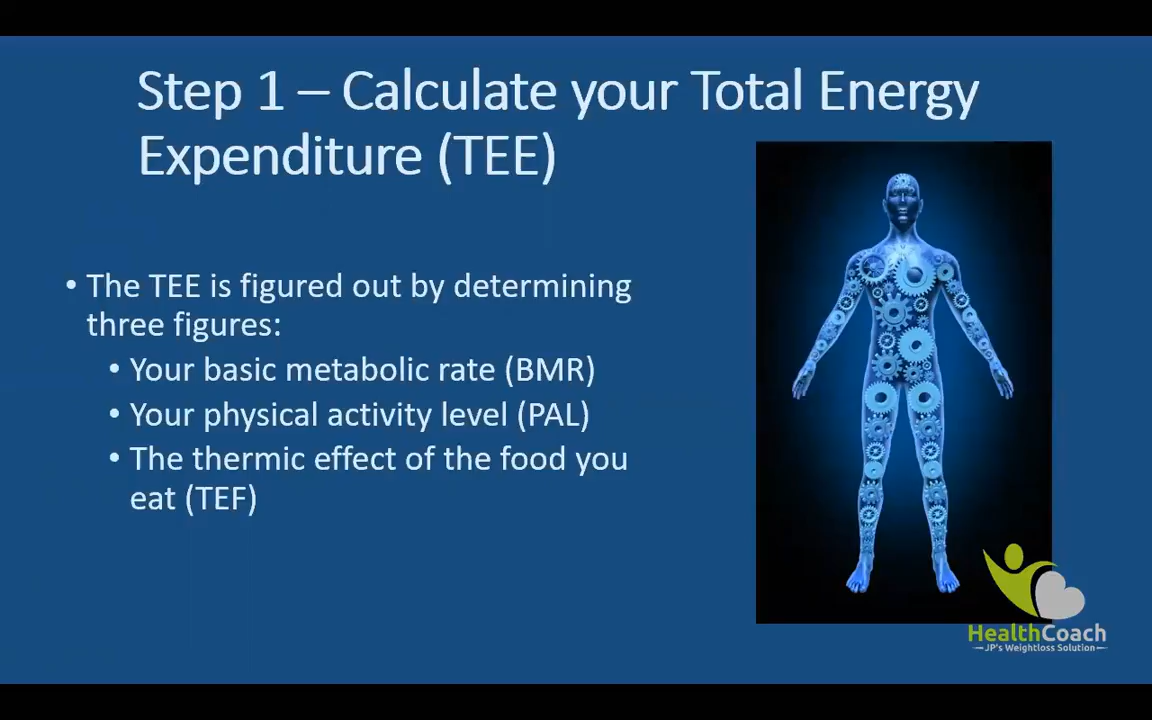 Step 1 – Calculate your Total Energy
Expenditure (TEE)
• The TEE is figured out by determining
three figures:
• Your basic metabolic rate (BMR)
• Your physical activity level (PAL)
• The thermic effect of the food you
eat (TEF)
HealthCoach
JP's Weightloss Solution